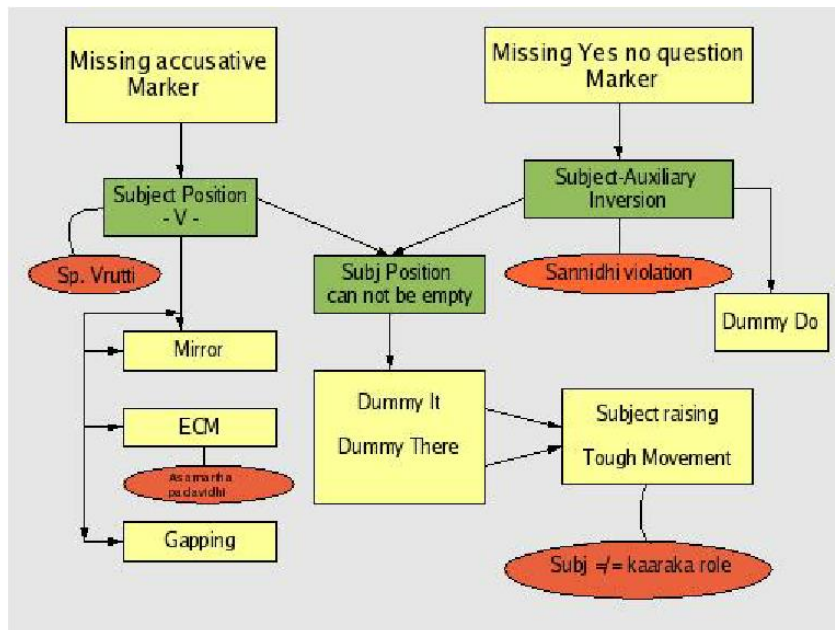 Missing accusative
Marker
Missing Yes no question
Marker
Subject Position
- V -
Subject-Auxiliary
Inversion
Sp. Vrutti
Subj Position
can not be empty
Sannidhi violation
Dummy Do
Mirror
Dummy It
Dummy There
Subject raising
Tough Movement
ECM
Asamartha
padavidhi
Gapping
Subj =/= kaaraka role